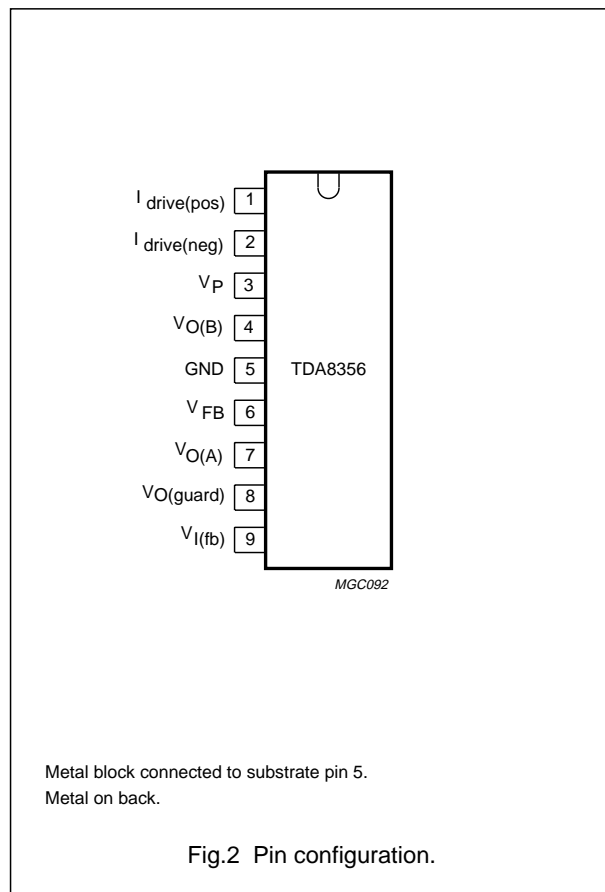 I drive(pos) 1
I drive(neg) 2
VP 3
VO(B) 4
GND 5
TDA8356
VFB 6
VO(A) 7
VO(guard) 8
VI(fb) 9
MGC092
Metal block connected to substrate pin 5.
Metal on back.
Fig.2 Pin configuration.